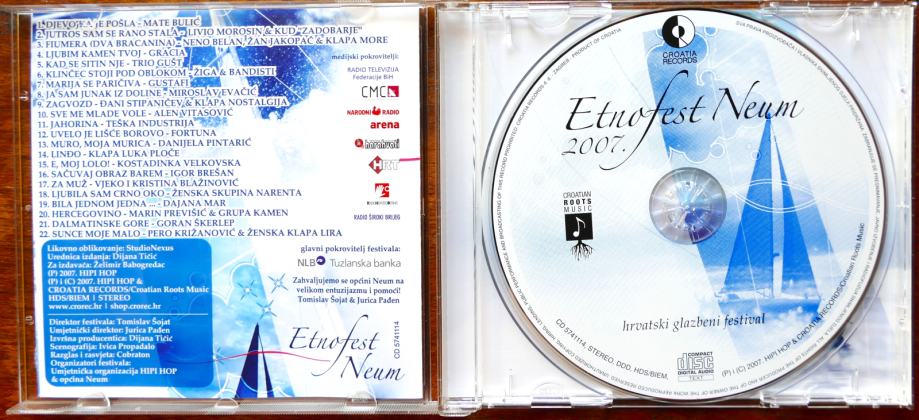 1. DJEVOJKA JE POŠLA - MATE BULIĆ
2. JUTROS SAM SE RANO STALA - LIVIO MOROSIN & KUD "ZADOBARJE"
3. FIUMERA (DVA BRACANINA) - NENO BELAN, ŽAN JAKOPAČ & KLAPA MORE
4. LJUBIM KAMEN TVOJ - GRACIA
5. KAD SE SITIN NJE - TRIO GUŠT
6. KLINČEC STOJI POD OBLOKOM - ŽIGA & BANDISTI
7. MARIJA SE PARIČIVA - GUSTAFI
8. JA SAM JUNAK IZ DOLINE - MIROSLAV EVAČIĆ
9. ZAGVOZD - ĐANI STIPANIĆEV & KLAPA NOSTALGIJA
10. SVE ME MLADE VOLE - ALEN VITASOVIĆ
11. JAHORINA - TEŠKA INDUSTRIJA
12. UVELO JE LIŠĆE BOROVO - FORTUNA
13. MURO, MOJA MURICA - DANIJELA PINTARIĆ
14. LINĐO - KLAPA LUKA PLOČE
15. E, MOJ LOLO! - KOSTADINKA VELKOVSKA
16. SAČUVAJ OBRAZ BAREM - IGOR BREŠAN
17. ZA MUŽ - VJEKO I KRISTINA BLAŽINOVIĆ
18. LJUBILA SAM CRNO OKO - ŽENSKA SKUPINA NARENTA
19. BILA JEDNOM JEDNA ... - DAJANA MAR
20. HERCEGOVINO - MARIN PREVIŠIĆ & GRUPA KAMEN
21. DALMATINSKE GORE - GORAN ŠKERLEP
22. SUNCE MOJE MALO - PERO KRIŽANOVIĆ & ŽENSKA KLAPA LIRA
medijski pokrovitelj:
RADIO TELEVIZIJA
Federacije BiH
CMC
NARODNI RADIO
arena
harahvati
HRT
RADIO ŠIROKI BRIJEG
Likovno oblikovanje: StudioNexus
Urednica izdanja: Dijana Tičić
Za izdavača: Želimir Babogredac
(P) 2007. HIPI HOP &
(P) i (C) 2007. HIPI HOP &
CROATIA RECORDS/Croatian Roots Music
HDS/BIEM | STEREO
www.crorec.hr | shop.crorec.hr
Direktor festivala: Tomislav Šojat
Umjetnički direktor: Jurica Pađen
Izvršna producentica: Dijana Tičić
Scenografija: Ivica Propadalo
Razglas i rasvjeta: Cobraton
Organizatori festivala:
Umjetnička organizacija HIPI HOP
& općina Neum
glavni pokrovitelj festivala:
NLB Tuzlanska banka
Zahvaljujemo se općini Neum na
velikom entuzijazmu i pomoći!
Tomislav Šojat & Jurica Pađen
Etnofest
Neum
CD 5741114
CROATIA
RECORDS
Etnofest Neum
2007.
CROATIAN
ROOTS
MUSIC
hrvatski glazbeni festival
COMPACT
disc
DIGITAL AUDIO
TEXT
CD 5741114, STEREO, DDD, HDS/BIEM,
(P) i (C) 2007. HIPI HOP & CROATIA RECORDS/Croatian Roots Music